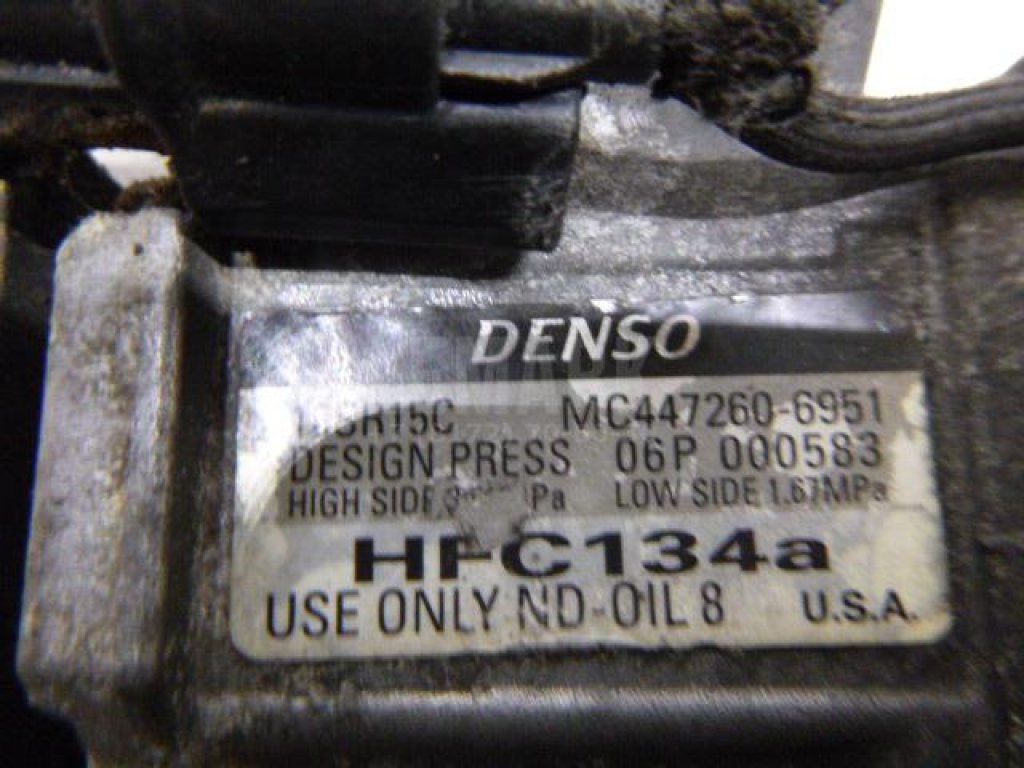 DENSO
MC447260-6951
DESIGN PRESS 06P 000583
HIGH SIDE LOW SIDE 1.67MPa
HFC134a
USE ONLY ND-OIL 8 U.S.A.